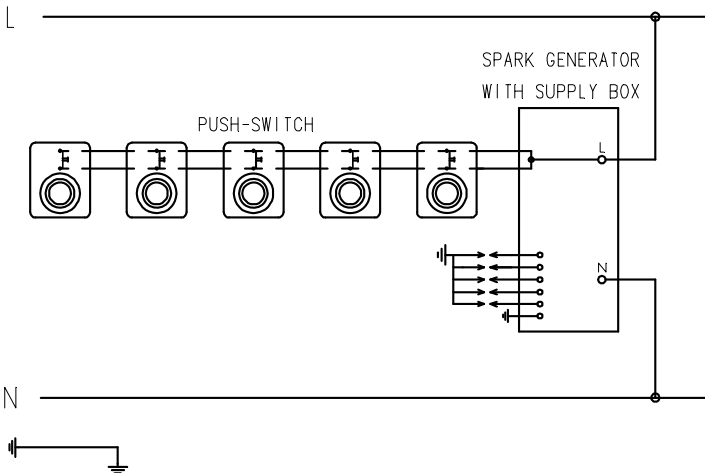 L
SPARK GENERATOR
WITH SUPPLY BOX
PUSH-SWITCH
L
N
N